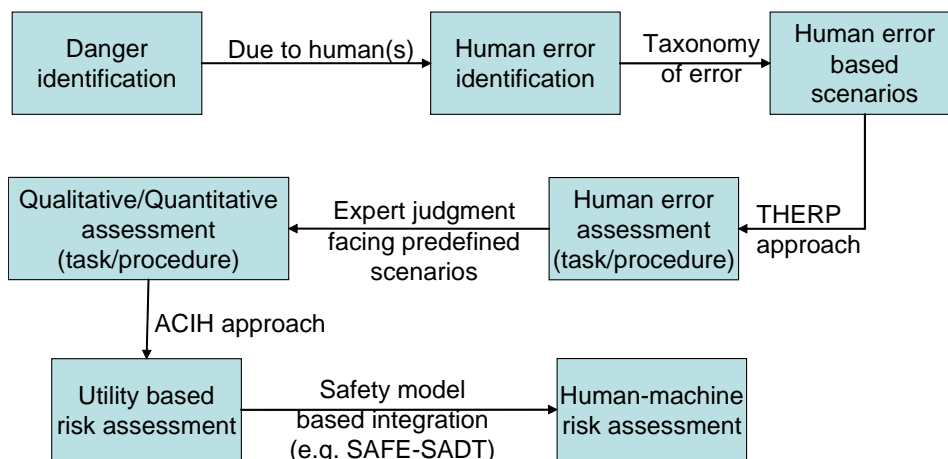 Danger
identification
Due to human(s)
Human error
identification
Taxonomy
of error
Human error
based
scenarios
THERP
approach
Human error
assessment
(task/procedure)
Expert judgment
facing predefined
scenarios
Qualitative/Quantitative
assessment
(task/procedure)
ACIH approach
Utility based
risk assessment
Safety model
based integration
(e.g. SAFE-SADT)
Human-machine
risk assessment